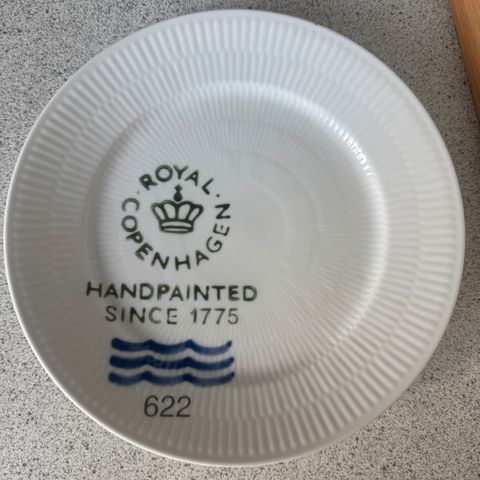 ROYAL
COPENHAGEN
HANDPAINTED
SINCE 1775
622